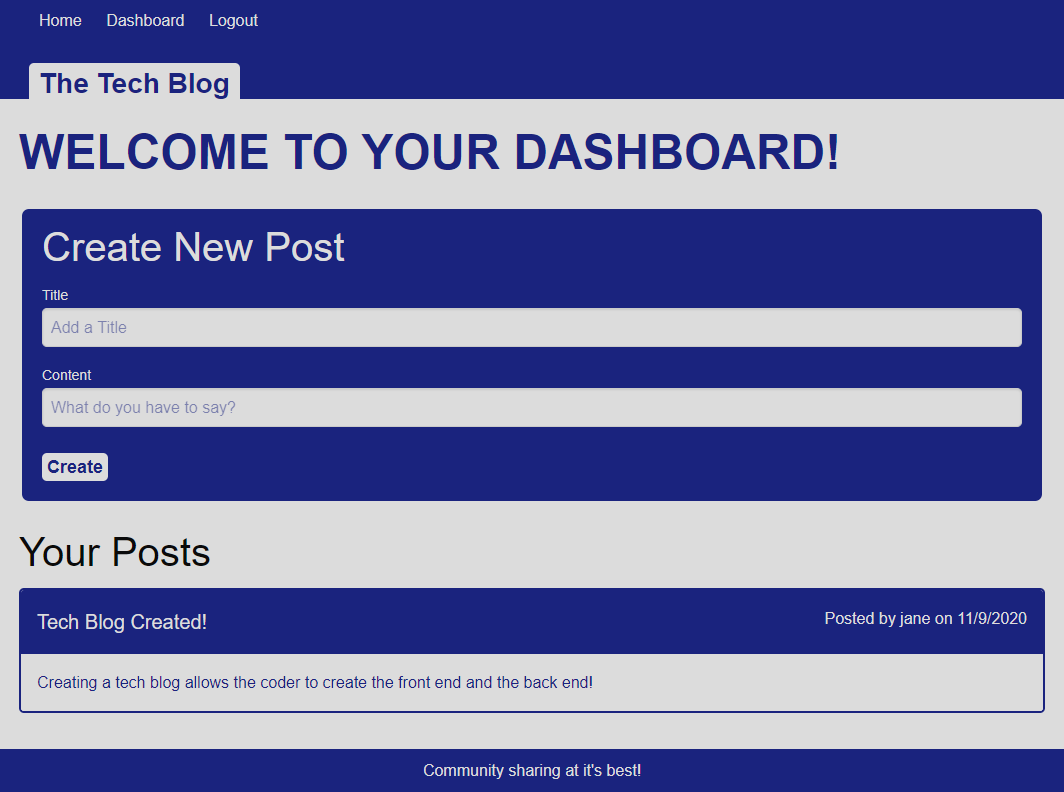 Home Dashboard Logout
The Tech Blog
WELCOME TO YOUR DASHBOARD!
Create New Post
Title
Add a Title
Content
What do you have to say?
Create
Your Posts
Tech Blog Created! Posted by jane on 11/9/2020
Creating a tech blog allows the coder to create the front end and the back end!
Community sharing at it's best!